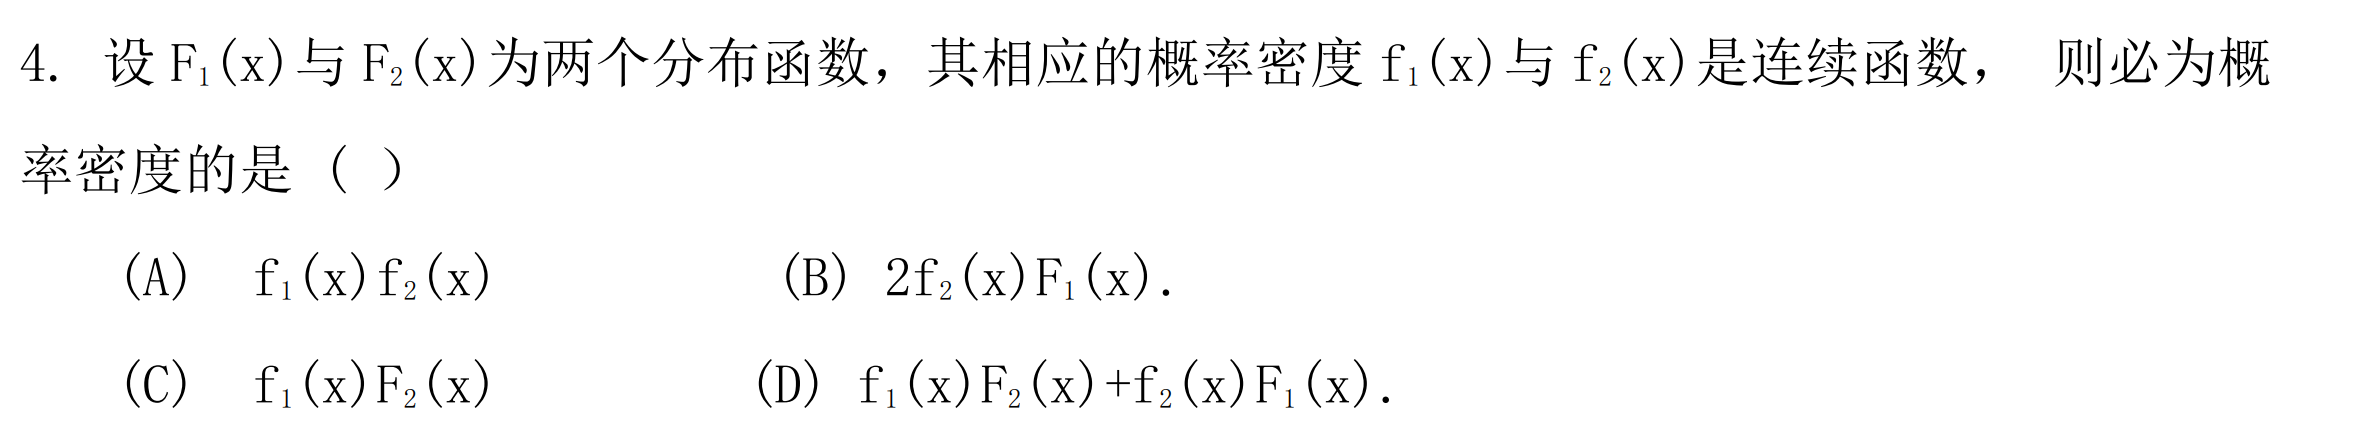 4. 设 F₁(x)与 F₂(x)为两个分布函数，其相应的概率密度 f₁(x)与 f₂(x)是连续函数， 则必为概
率密度的是（ ）
(A) f₁(x)f₂(x) (B) 2f₂(x)F₁(x).
(C) f₁(x)F₂(x) (D) f₁(x)F₂(x)+f₂(x)F₁(x).